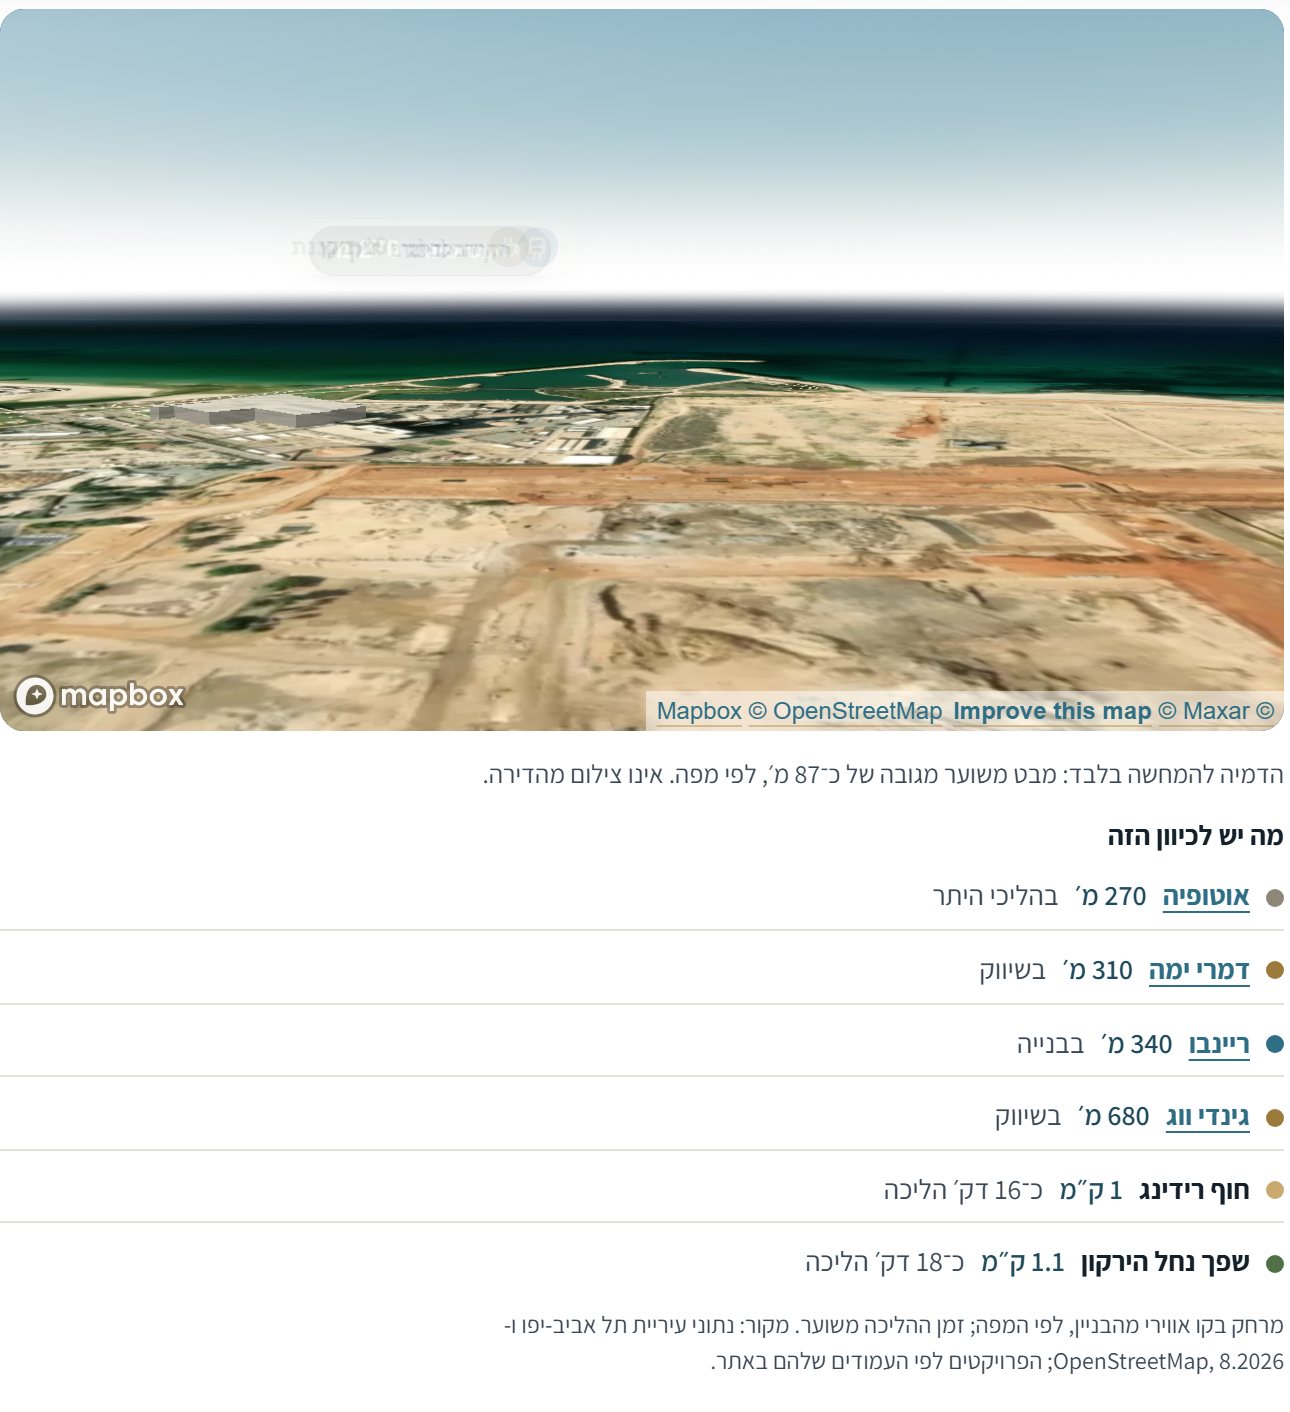 mapbox
Mapbox © OpenStreetMap Improve this map © Maxar ©
הדמיה להמחשה בלבד: מבט משוער מגובה של כ־87 מ׳, לפי מפה. אינו צילום מהדירה.
מה יש לכיוון הזה
אוטופיה 270 מ׳ בהליכי היתר
דמרי ימה 310 מ׳ בשיווק
ריינבו 340 מ׳ בבנייה
גינדי ווג 680 מ׳ בשיווק
חוף רידינג 1 ק״מ כ־16 דק׳ הליכה
שפך נחל הירקון 1.1 ק״מ כ־18 דק׳ הליכה
מרחק בקו אווירי מהבניין, לפי המפה; זמן ההליכה משוער. מקור: נתוני עיריית תל אביב-יפו ו-
OpenStreetMap, 8.2026; הפרויקטים לפי העמודים שלהם באתר.